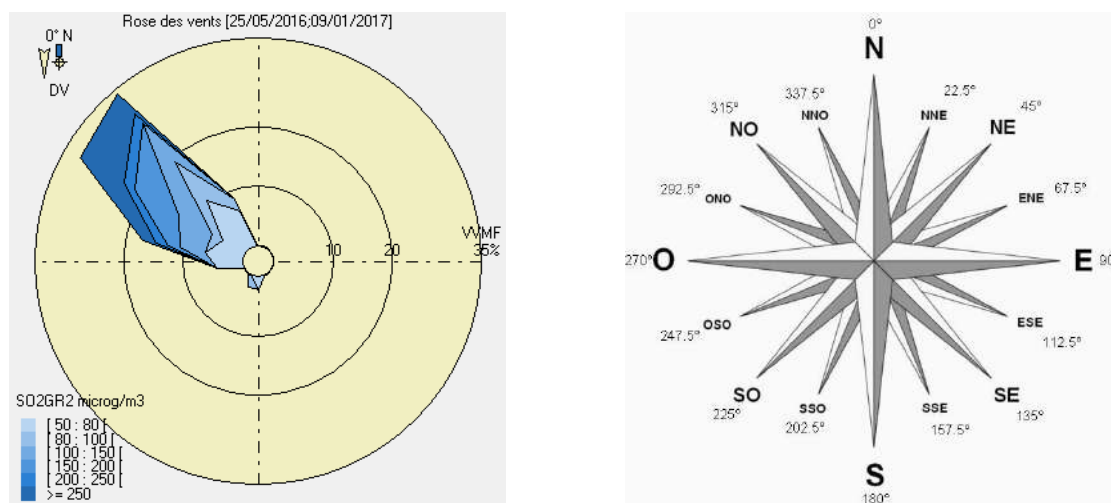 Rose des vents [25/05/2016;09/01/2017]
0° N
DV
10
20
VVMF
35%
SO2GR2 microg/m3
[ 50 : 80 [
[ 80 : 100 [
[ 100 : 150 [
[ 150 : 200 [
[ 200 : 250 [
>= 250
0°
N
337.5°
NNO
22.5°
NNE
315°
NO
45°
NE
292.5°
ONO
67.5°
ENE
270°
O
E
90
247.5°
OSO
ESE
112.5°
225°
SO
202.5°
SSO
SSE
157.5°
SE
135°
S
180°